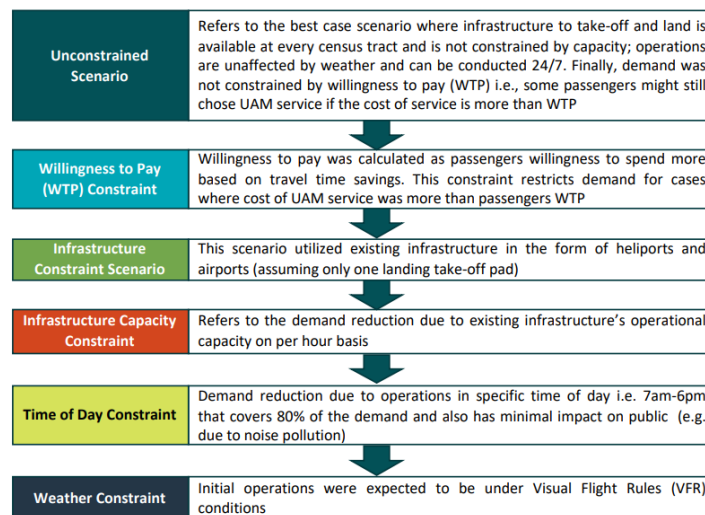 Unconstrained
Scenario
Refers to the best case scenario where infrastructure to take-off and land is
available at every census tract and is not constrained by capacity; operations
are unaffected by weather and can be conducted 24/7. Finally, demand was
not constrained by willingness to pay (WTP) i.e., some passengers might still
chose UAM service if the cost of service is more than WTP
Willingness to Pay
(WTP) Constraint
Willingness to pay was calculated as passengers willingness to spend more
based on travel time savings. This constraint restricts demand for cases
where cost of UAM service was more than passengers WTP
Infrastructure
Constraint Scenario
This scenario utilized existing infrastructure in the form of heliports and
airports (assuming only one landing take-off pad)
Infrastructure Capacity
Constraint
Refers to the demand reduction due to existing infrastructure's operational
capacity on per hour basis
Time of Day Constraint
Demand reduction due to operations in specific time of day i.e. 7am-6pm
that covers 80% of the demand and also has minimal impact on public (e.g.
due to noise pollution)
Weather Constraint
Initial operations were expected to be under Visual Flight Rules (VFR)
conditions